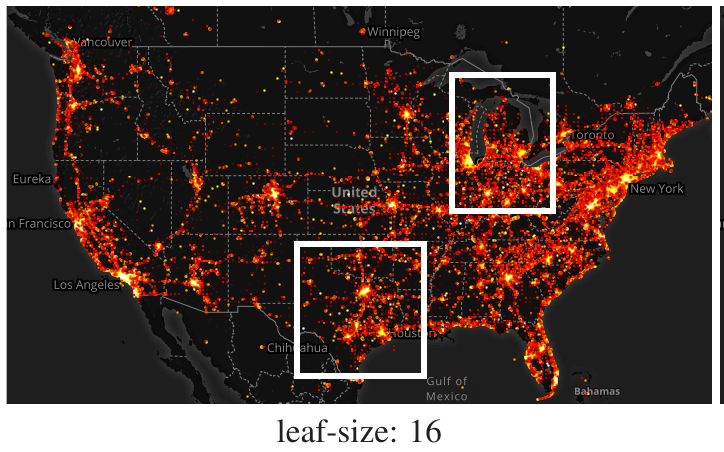 Winnipeg
Vancouver
Toronto
Eureka
United
States
New York
n Francisco
Los Angeles
Houston
Chihuahua
Gulf of
Mexico
Bahamas
leaf-size: 16